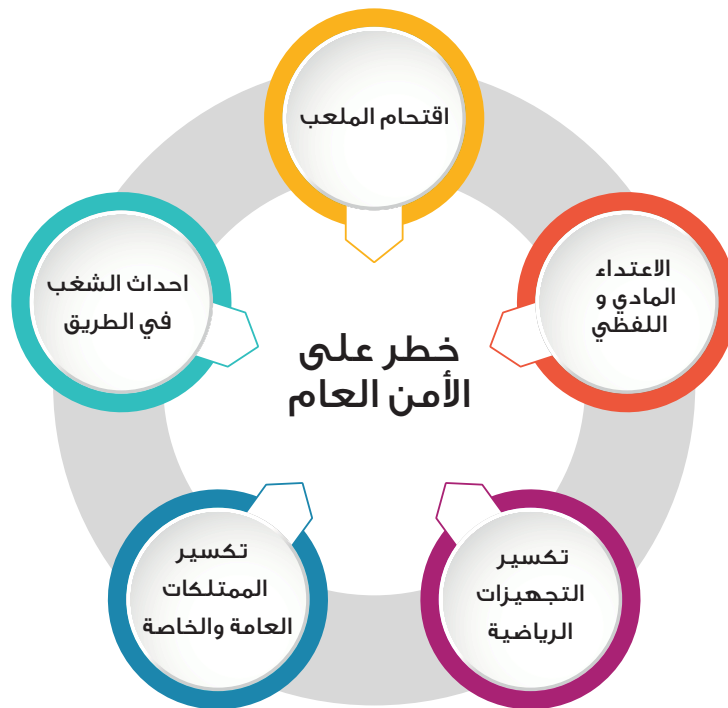 اقتحام الملعب
الاعتداء
المادي و
اللفظي
احداث الشغب
في الطريق
خطر على
الأمن العام
تكسير
التجهيزات
الرياضية
تكسير
الممتلكات
العامة والخاصة